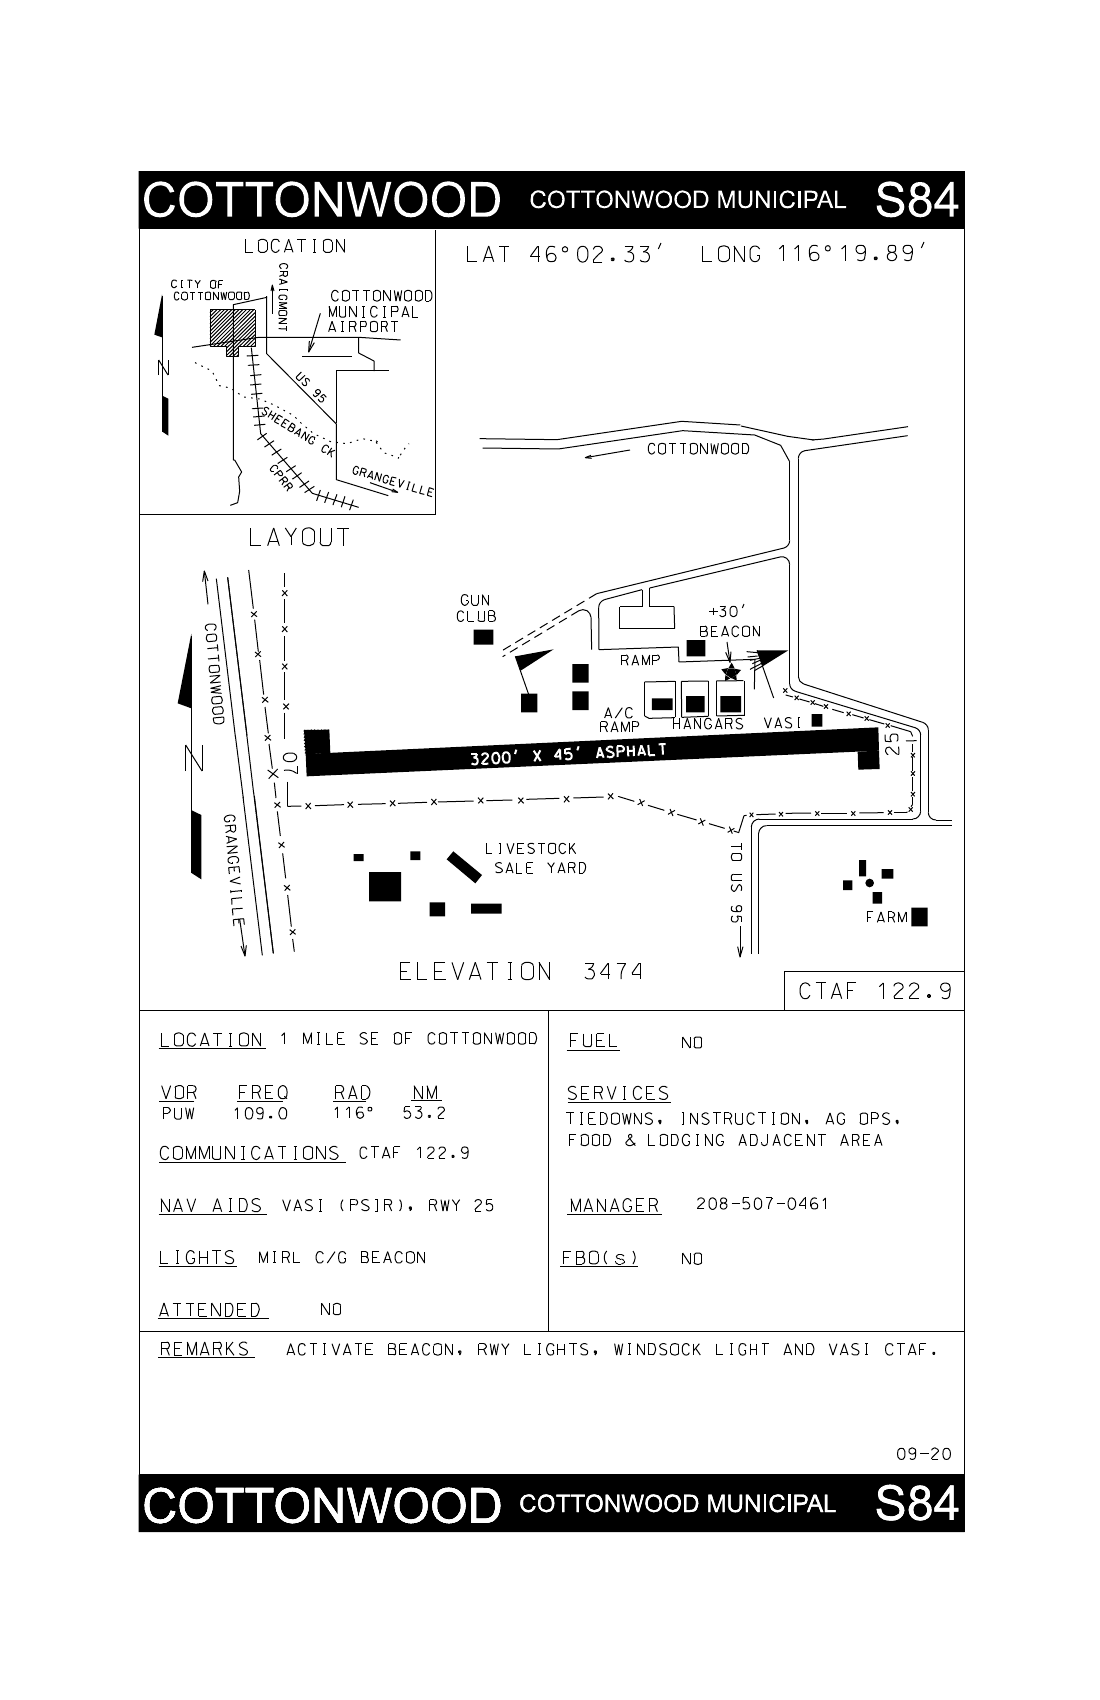 COTTONWOOD COTTONWOOD MUNICIPAL S84
LOCATION
LAT 46°02.33' LONG 116°19.89'
CITY OF
COTTONWOOD
CRAIGMONT
COTTONWOOD
MUNICIPAL
AIRPORT
N
US 95
SHEEBANG CK
CPRR
GRANGEVILLE
COTTONWOOD
LAYOUT
GUN
CLUB
+30'
BEACON
RAMP
COTTONWOOD
A/C
RAMP
HANGARS
VASI
N
07
3200' X 45' ASPHALT
25
GRANGEVILLE
LIVESTOCK
SALE YARD
TO US 95
FARM
ELEVATION 3474
CTAF 122.9
LOCATION 1 MILE SE OF COTTONWOOD
VOR FREQ RAD NM
PUW 109.0 116° 53.2
COMMUNICATIONS CTAF 122.9
NAV AIDS VASI (PSIR), RWY 25
LIGHTS MIRL C/G BEACON
ATTENDED NO
FUEL NO
SERVICES
TIEDOWNS, INSTRUCTION, AG OPS,
FOOD & LODGING ADJACENT AREA
MANAGER 208-507-0461
FBO(s) NO
REMARKS ACTIVATE BEACON, RWY LIGHTS, WINDSOCK LIGHT AND VASI CTAF.
09-20
COTTONWOOD COTTONWOOD MUNICIPAL S84